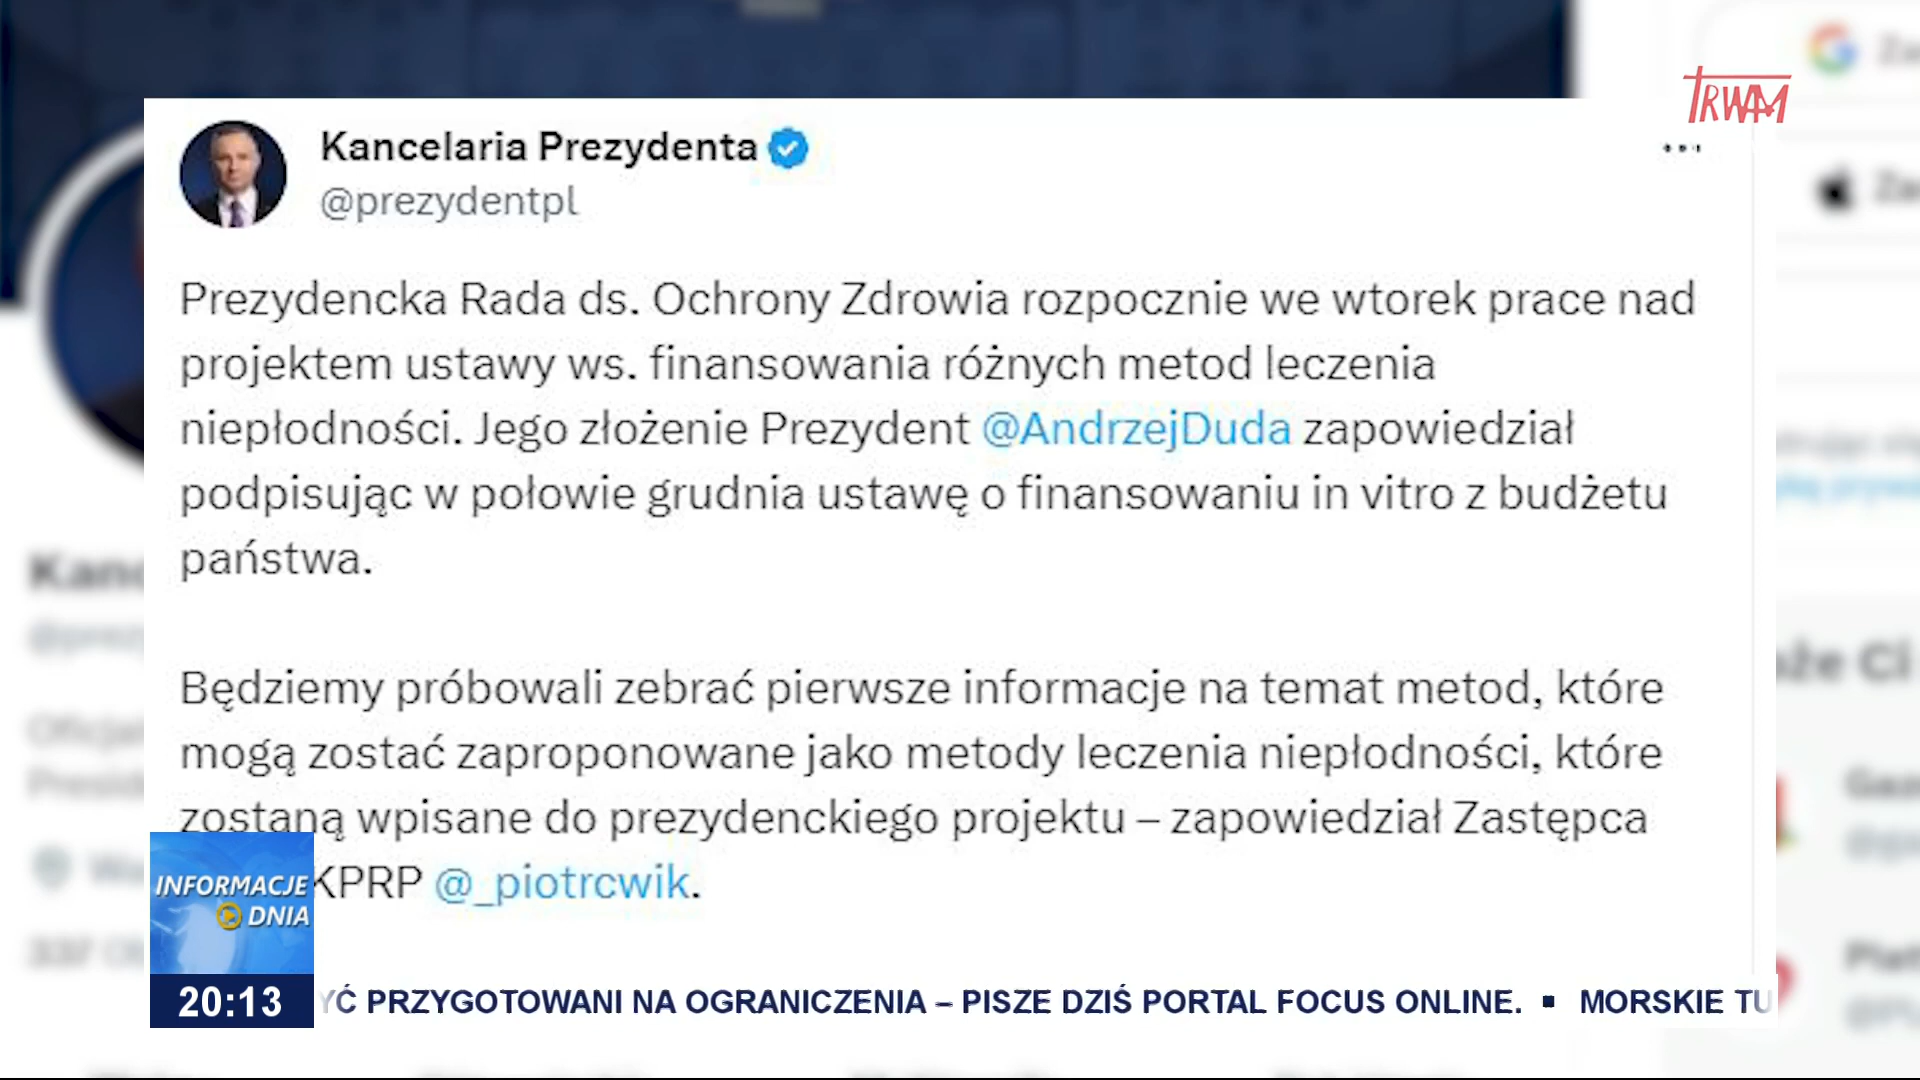 TRWAM
Kancelaria Prezydenta
@prezydentpl
Prezydencka Rada ds. Ochrony Zdrowia rozpocznie we wtorek prace nad
projektem ustawy ws. finansowania różnych metod leczenia
niepłodności. Jego złożenie Prezydent @AndrzejDuda zapowiedział
podpisując w połowie grudnia ustawę o finansowaniu in vitro z budżetu
państwa.
Będziemy próbowali zebrać pierwsze informacje na temat metod, które
mogą zostać zaproponowane jako metody leczenia niepłodności, które
zostaną wpisane do prezydenckiego projektu – zapowiedział Zastępca
KPRP @_piotrcwik.
INFORMACJE
DNIA
20:13
YĆ PRZYGOTOWANI NA OGRANICZENIA – PISZE DZIŚ PORTAL FOCUS ONLINE. ▪ MORSKIE TU